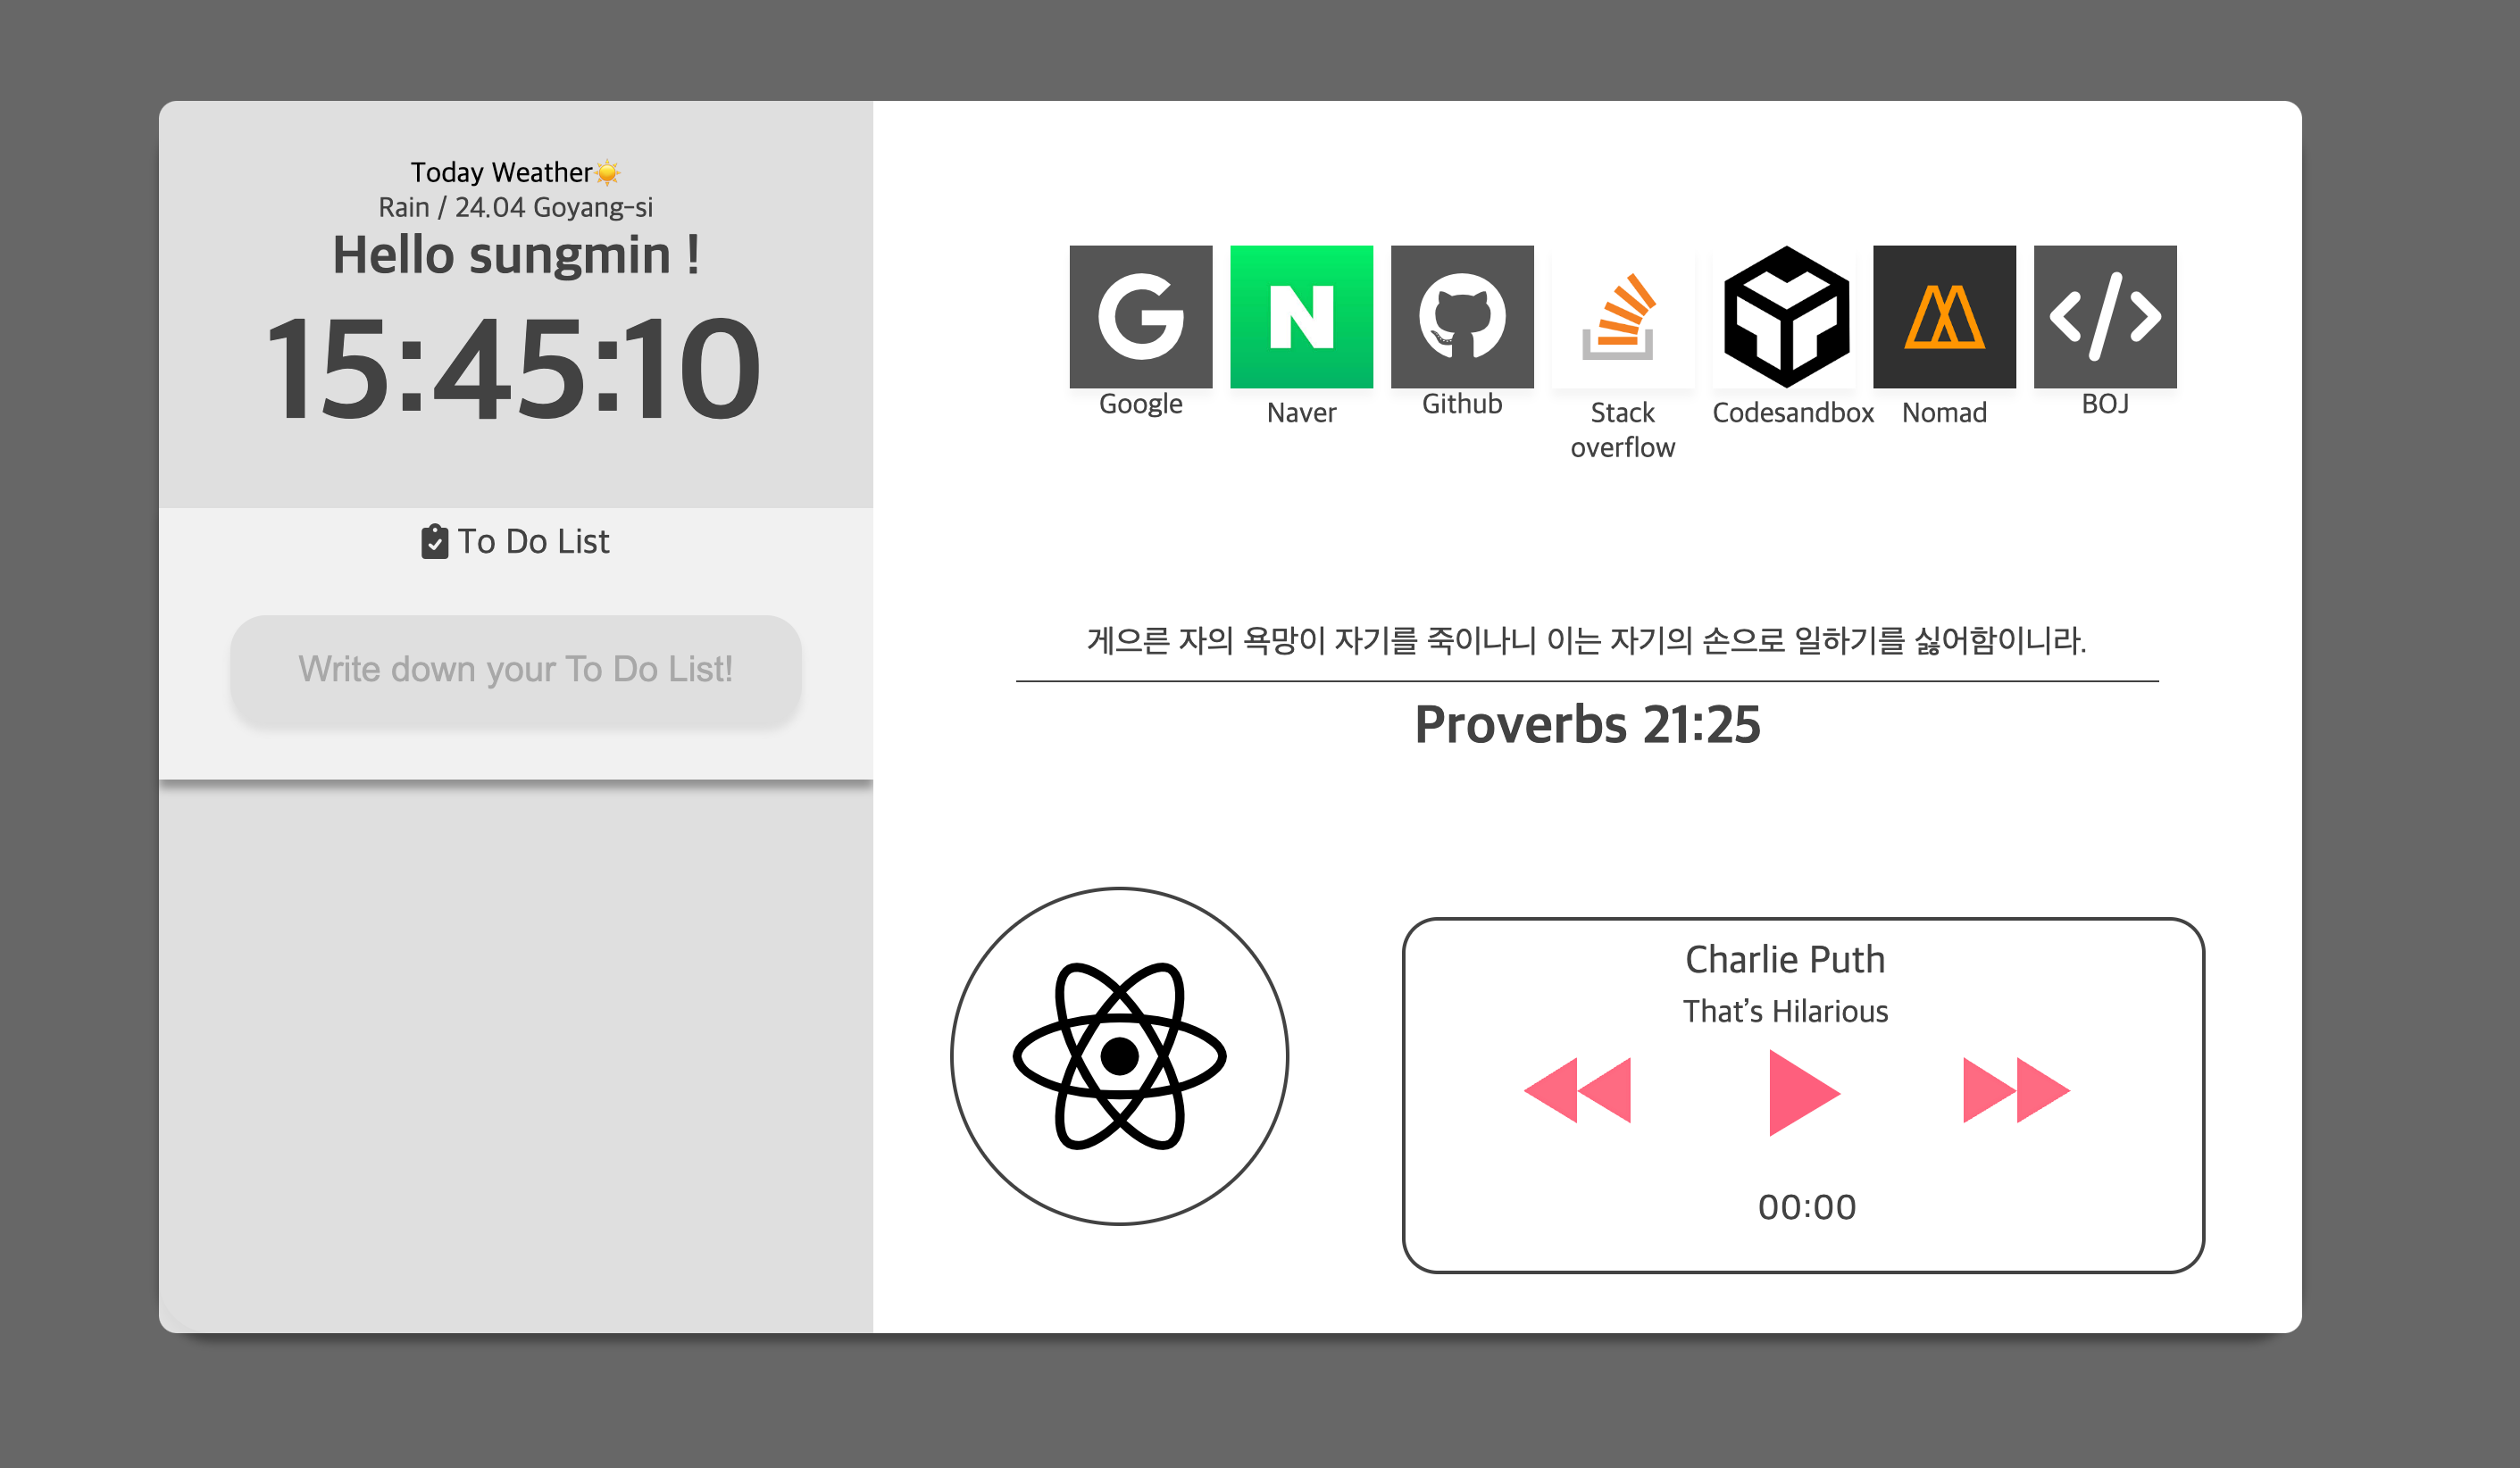 Today Weather☀️
Rain / 24.04 Goyang-si
Hello sungmin !
15:45:10
To Do List
Write down your To Do List!
G
N
</>
Google
Naver
Github
Stack
overflow
Codesandbox
Nomad
BOJ
게으른 자의 욕망이 자기를 죽이나니 이는 자기의 손으로 일하기를 싫어함이니라.
Proverbs 21:25
Charlie Puth
That's Hilarious
00:00